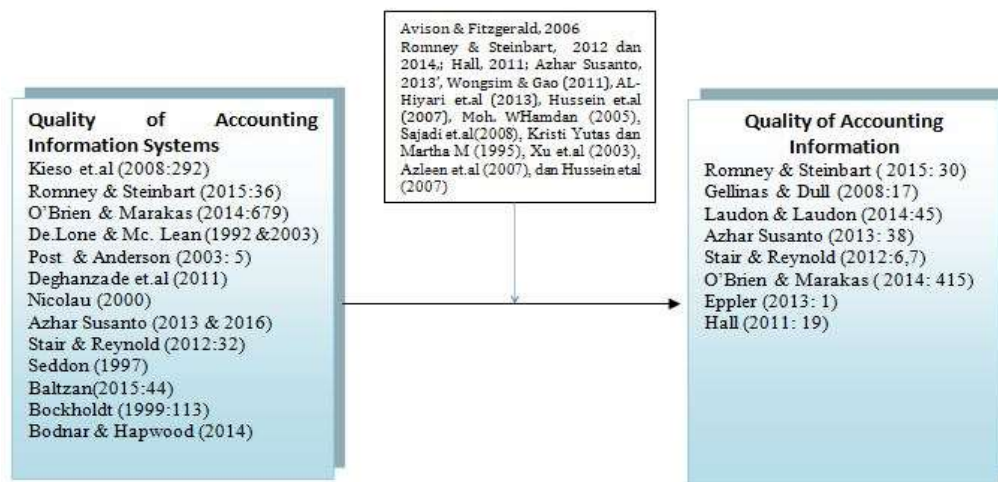 Avison & Fitzgerald, 2006
Romney & Steinbart, 2012 dan
2014,; Hall, 2011; Azhar Susanto,
2013', Wongsim & Gao (2011), AL-
Hiyari et.al (2013), Hussein et.al
(2007), Moh. WHamdan (2005),
Sajadi et.al(2008), Kristi Yutas dan
Martha M (1995), Xu et.al (2003),
Azleen et.al (2007), dan Hussein etal
(2007)
Quality of Accounting
Information Systems
Kieso et.al (2008:292)
Romney & Steinbart (2015:36)
O'Brien & Marakas (2014:679)
De.Lone & Mc. Lean (1992 &2003)
Post & Anderson (2003: 5)
Deghanzade et.al (2011)
Nicolau (2000)
Azhar Susanto (2013 & 2016)
Stair & Reynold (2012:32)
Seddon (1997)
Baltzan(2015:44)
Bockholdt (1999:113)
Bodnar & Hapwood (2014)
Quality of Accounting
Information
Romney & Steinbart ( 2015: 30)
Gellinas & Dull (2008:17)
Laudon & Laudon (2014:45)
Azhar Susanto (2013: 38)
Stair & Reynold (2012:6,7)
O'Brien & Marakas ( 2014: 415)
Eppler (2013: 1)
Hall (2011: 19)